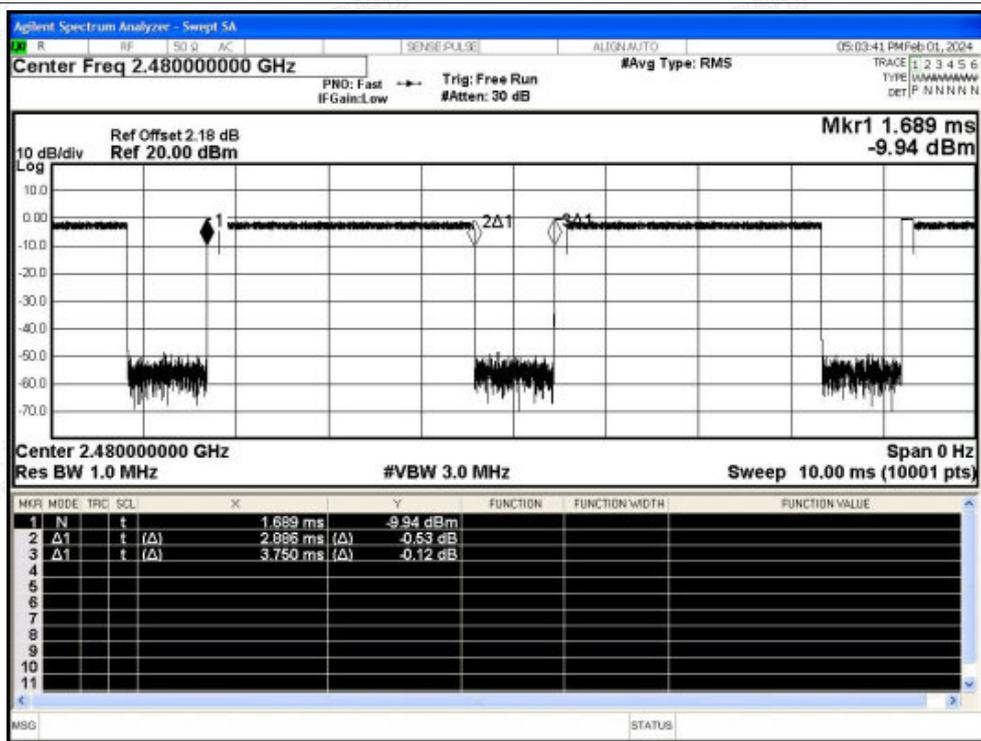 Agilent Spectrum Analyzer - Swept SA
R RF 50 Ω AC SENSE:PULSE ALIGN AUTO 05:03:41 PM Feb 01, 2024
Center Freq 2.480000000 GHz #Avg Type: RMS TRACE 1 2 3 4 5 6
PNO: Fast Trig: Free Run TYPE WWWWWW
IFGain:Low #Atten: 30 dB DET P N N N N N
Mkr1 1.689 ms
Ref Offset 2.18 dB
10 dB/div Ref 20.00 dBm -9.94 dBm
Log
10.0
0.00
1 2Δ1 3Δ1
-10.0
-20.0
-30.0
-40.0
-50.0
-60.0
-70.0
Center 2.480000000 GHz Span 0 Hz
Res BW 1.0 MHz #VBW 3.0 MHz Sweep 10.00 ms (10001 pts)
MKR MODE TRC SCL X Y FUNCTION FUNCTION WIDTH FUNCTION VALUE
1 N t 1.689 ms -9.94 dBm
2 Δ1 t (Δ) 2.886 ms (Δ) -0.53 dB
3 Δ1 t (Δ) 3.750 ms (Δ) -0.12 dB
4
5
6
7
8
9
10
11
MSG STATUS